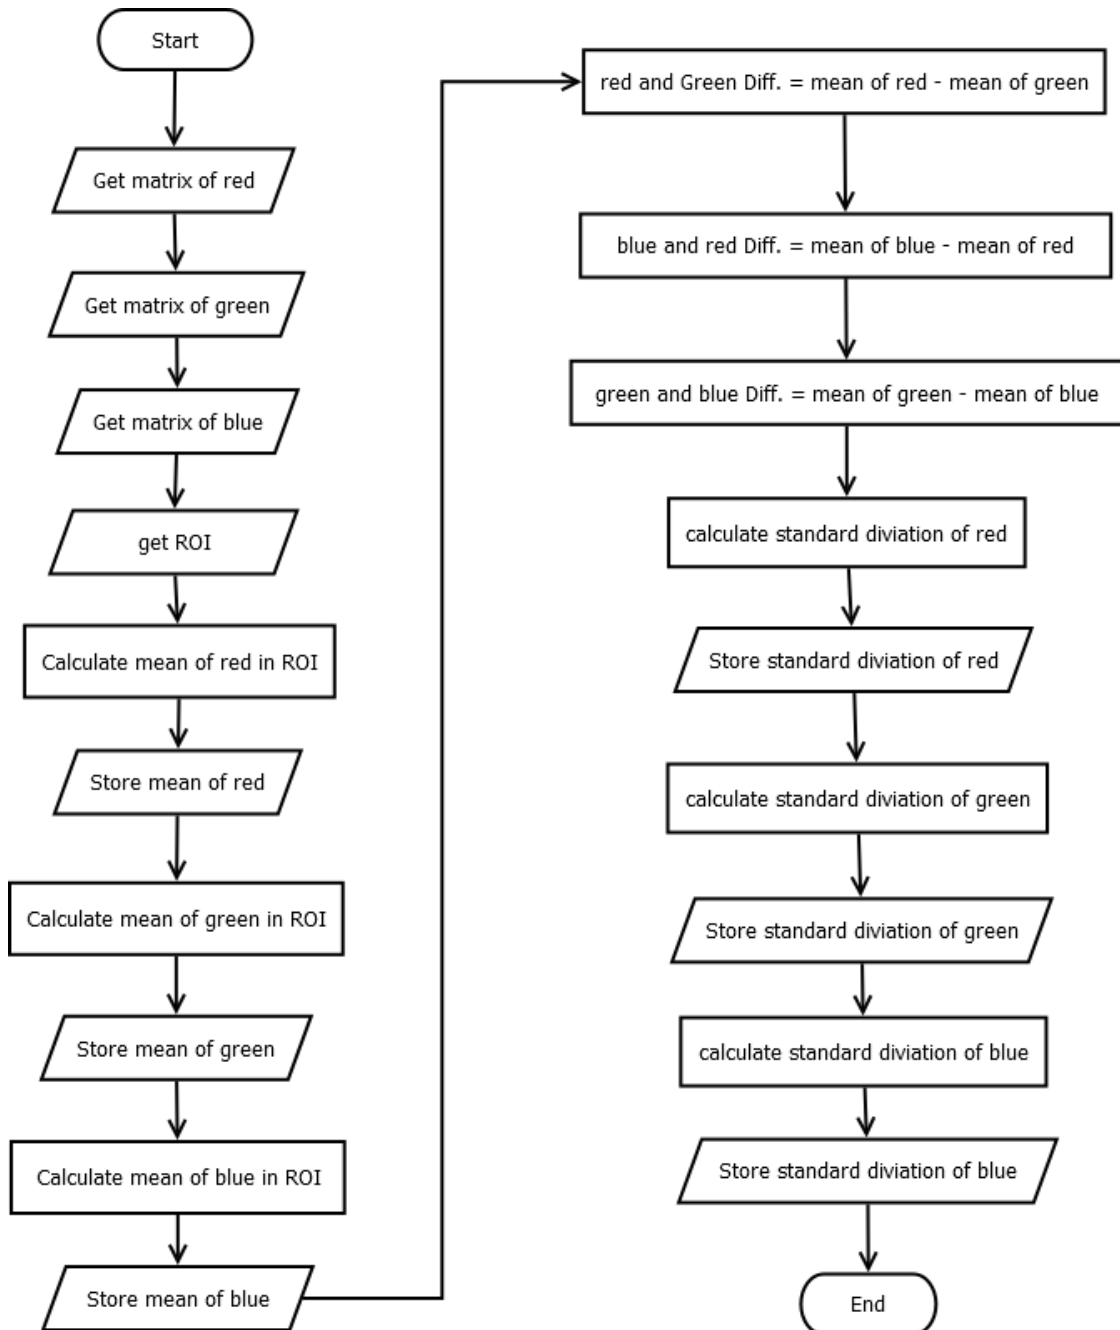 Start
Get matrix of red
Get matrix of green
Get matrix of blue
get ROI
Calculate mean of red in ROI
Store mean of red
Calculate mean of green in ROI
Store mean of green
Calculate mean of blue in ROI
Store mean of blue
red and Green Diff. = mean of red - mean of green
blue and red Diff. = mean of blue - mean of red
green and blue Diff. = mean of green - mean of blue
calculate standard diviation of red
Store standard diviation of red
calculate standard diviation of green
Store standard diviation of green
calculate standard diviation of blue
Store standard diviation of blue
End